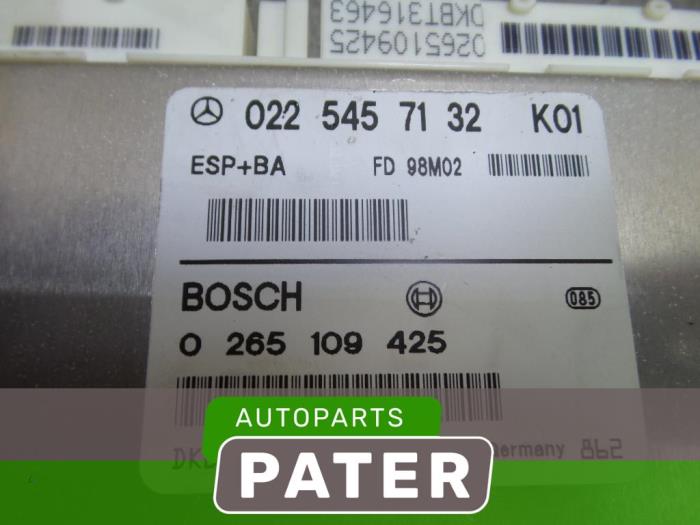 DKBT316463
0265109425
022 545 71 32 K01
ESP+BA FD 98M02
BOSCH 085
0 265 109 425
Germany 862
AUTOPARTS
PATER